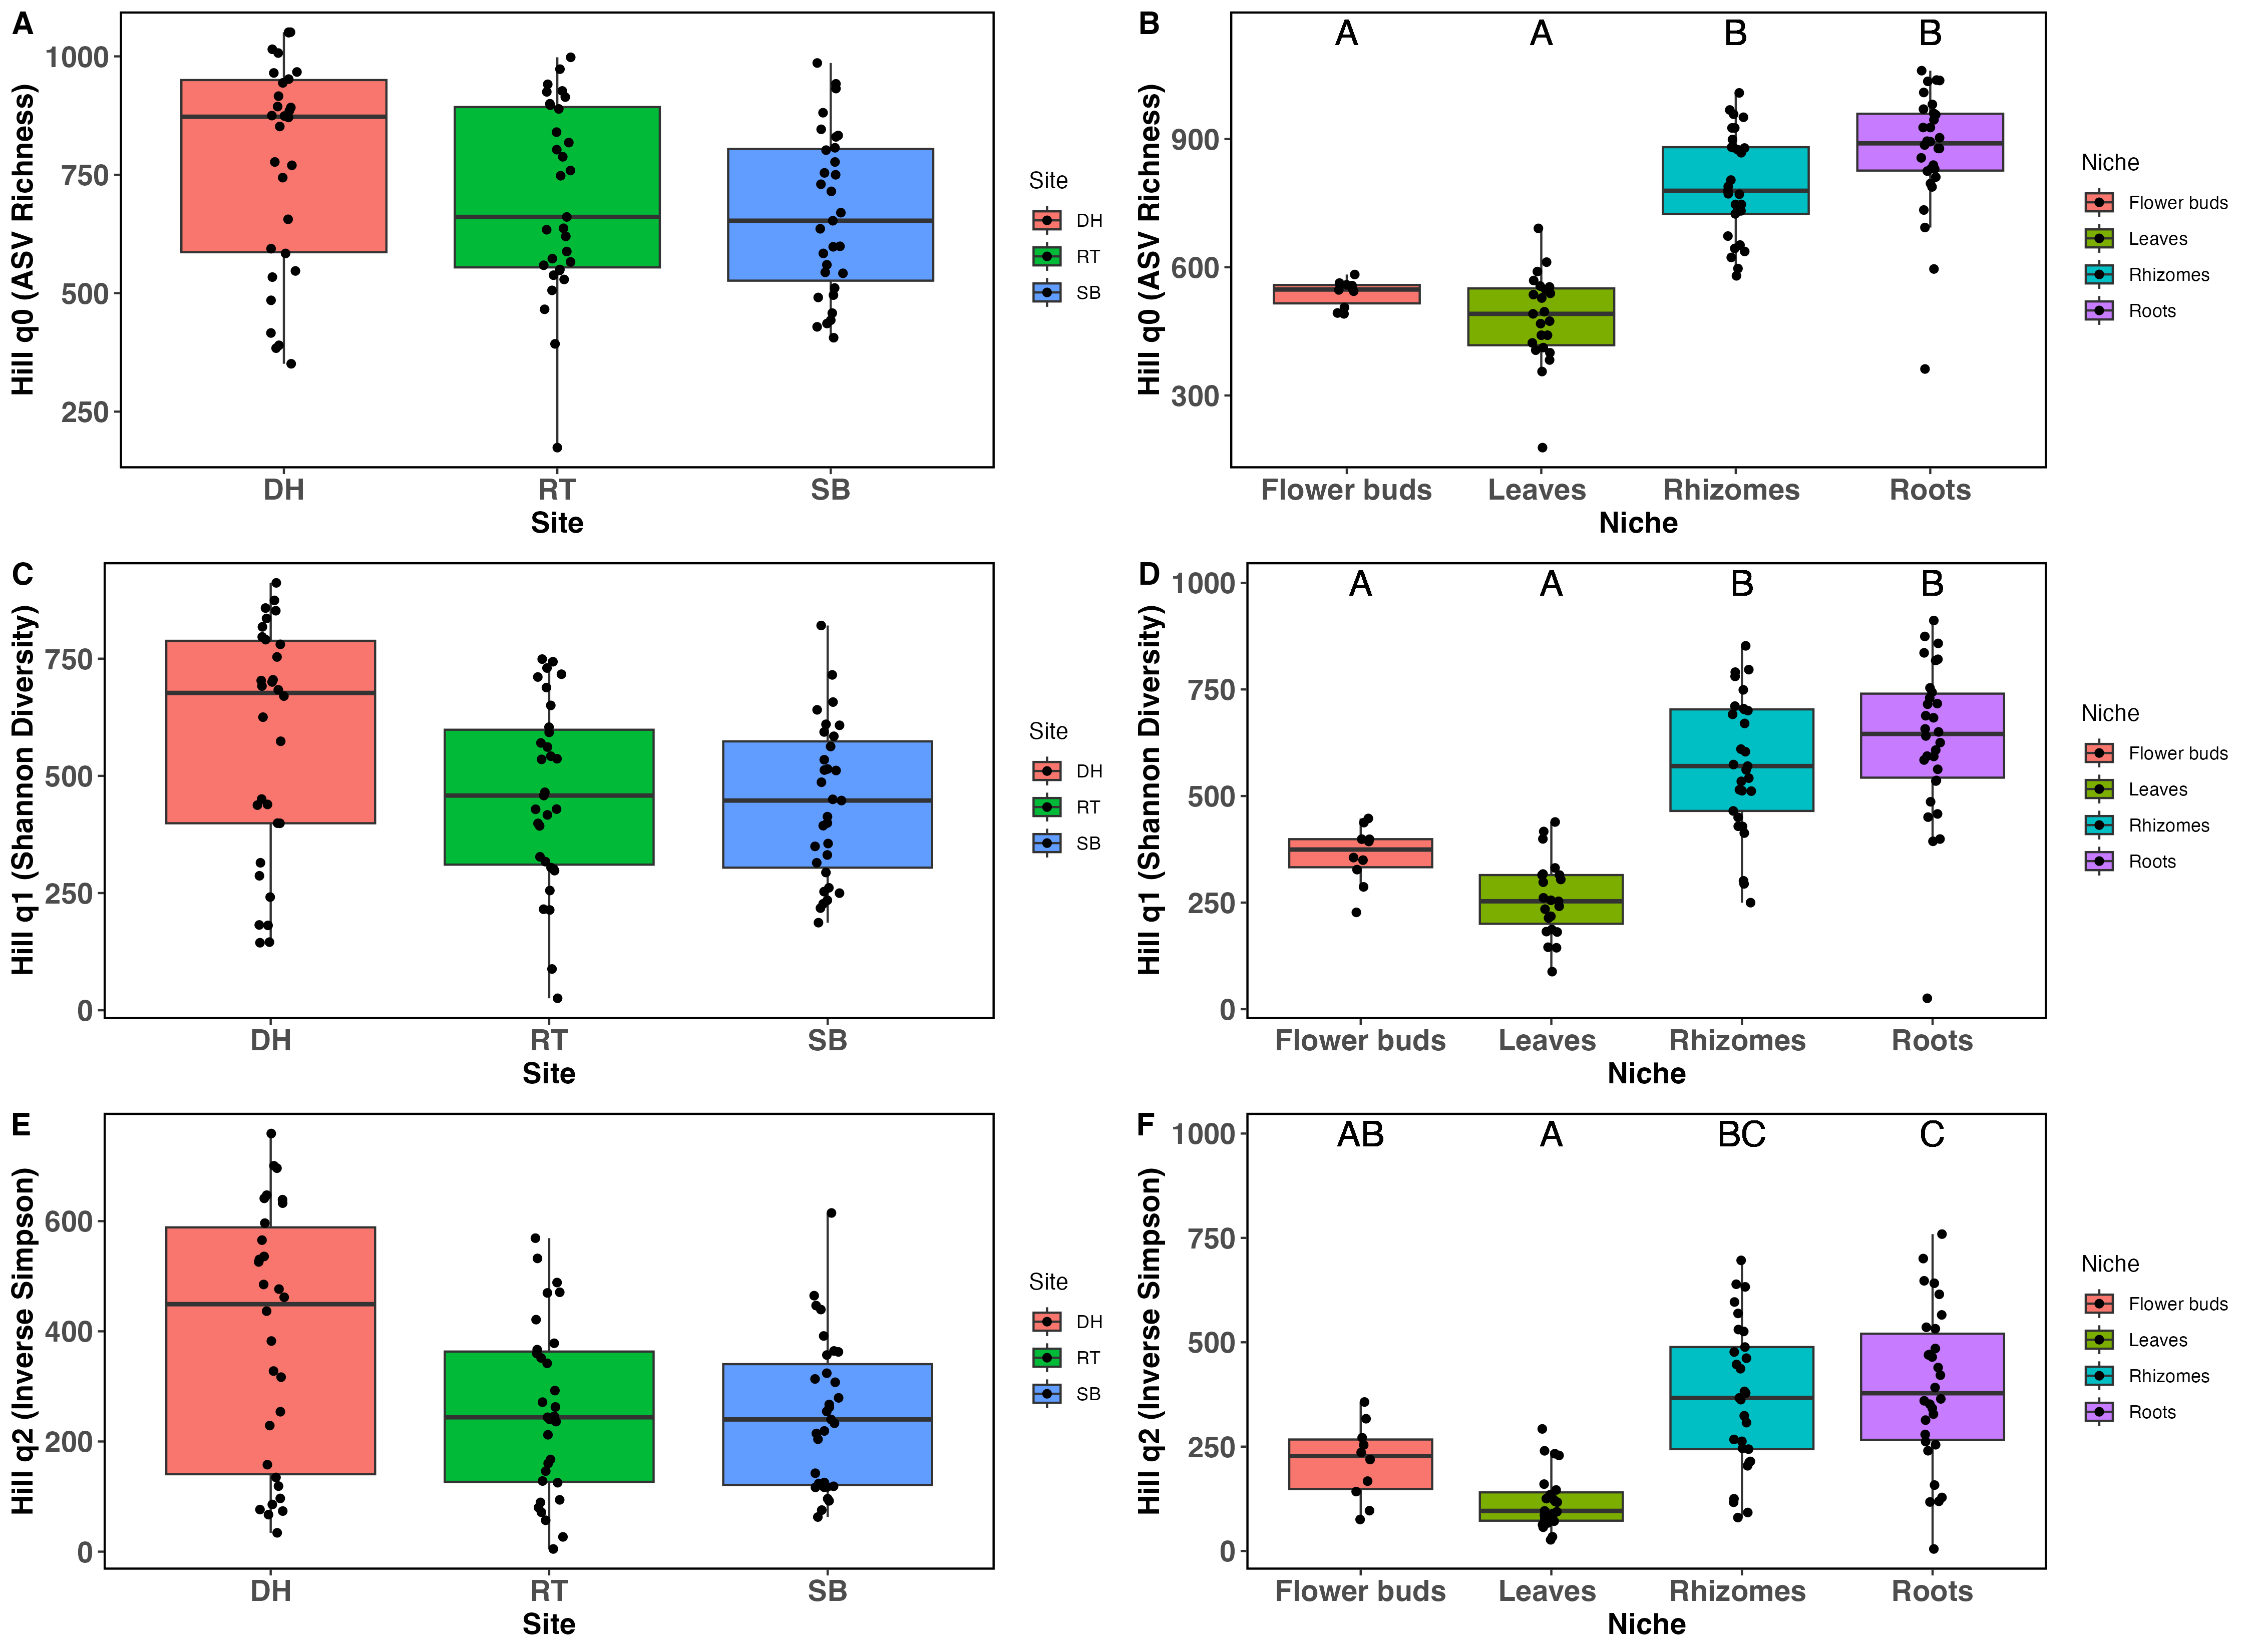 A
Hill q0 (ASV Richness)
1000
750
500
250
DH
RT
SB
Site
Site
DH
RT
SB
B
Hill q0 (ASV Richness)
900
600
300
A
A
B
B
Flower buds
Leaves
Rhizomes
Roots
Niche
Niche
Flower buds
Leaves
Rhizomes
Roots
C
Hill q1 (Shannon Diversity)
750
500
250
0
DH
RT
SB
Site
Site
DH
RT
SB
D
Hill q1 (Shannon Diversity)
1000
750
500
250
0
A
A
B
B
Flower buds
Leaves
Rhizomes
Roots
Niche
Niche
Flower buds
Leaves
Rhizomes
Roots
E
Hill q2 (Inverse Simpson)
600
400
200
0
DH
RT
SB
Site
Site
DH
RT
SB
F
Hill q2 (Inverse Simpson)
1000
750
500
250
0
AB
A
BC
C
Flower buds
Leaves
Rhizomes
Roots
Niche
Niche
Flower buds
Leaves
Rhizomes
Roots